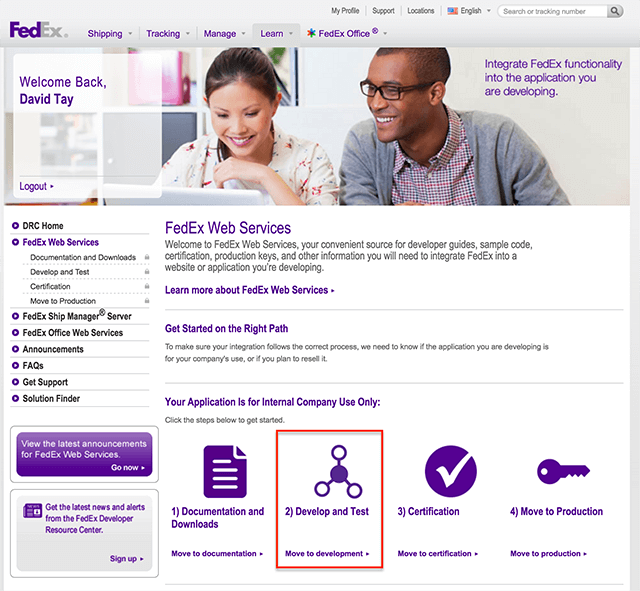 My Profile
Support
Locations
English
Search or tracking number
FedEx®
Shipping
Tracking
Manage
Learn
FedEx Office ®
Welcome Back,
David Tay
Logout
Integrate FedEx functionality
into the application you
are developing.
DRC Home
FedEx Web Services
Documentation and Downloads
Develop and Test
Certification
Move to Production
FedEx Ship Manager® Server
FedEx Office Web Services
Announcements
FAQs
Get Support
Solution Finder
View the latest announcements
for FedEx Web Services.
Go now
Get the latest news and alerts
from the FedEx Developer
Resource Center.
Sign up
FedEx Web Services
Welcome to FedEx Web Services, your convenient source for developer guides, sample code,
certification, production keys, and other information you will need to integrate FedEx into a
website or application you're developing.
Learn more about FedEx Web Services
Get Started on the Right Path
To make sure your integration follows the correct process, we need to know if the application you are developing is
for your company's use, or if you plan to resell it.
Your Application Is for Internal Company Use Only:
Click the steps below to get started.
1) Documentation and
Downloads
Move to documentation
2) Develop and Test
Move to development
3) Certification
Move to certification
4) Move to Production
Move to production